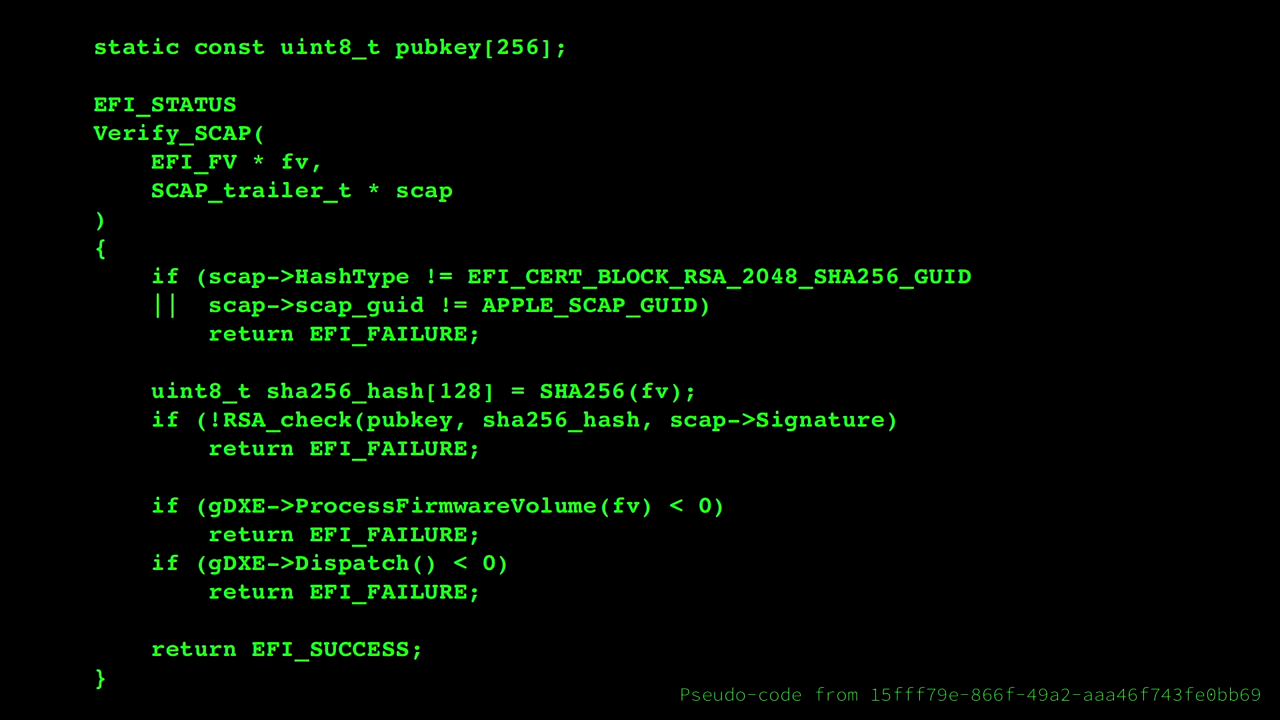 static const uint8_t pubkey[256];
EFI_STATUS
Verify_SCAP(
EFI_FV * fv,
SCAP_trailer_t * scap
)
{
if (scap->HashType != EFI_CERT_BLOCK_RSA_2048_SHA256_GUID
|| scap->scap_guid != APPLE_SCAP_GUID)
return EFI_FAILURE;
uint8_t sha256_hash[128] = SHA256(fv);
if (!RSA_check(pubkey, sha256_hash, scap->Signature)
return EFI_FAILURE;
if (gDXE->ProcessFirmwareVolume(fv) < 0)
return EFI_FAILURE;
if (gDXE->Dispatch() < 0)
return EFI_FAILURE;
return EFI_SUCCESS;
}
Pseudo-code from 15fff79e-866f-49a2-aaa46f743fe0bb69